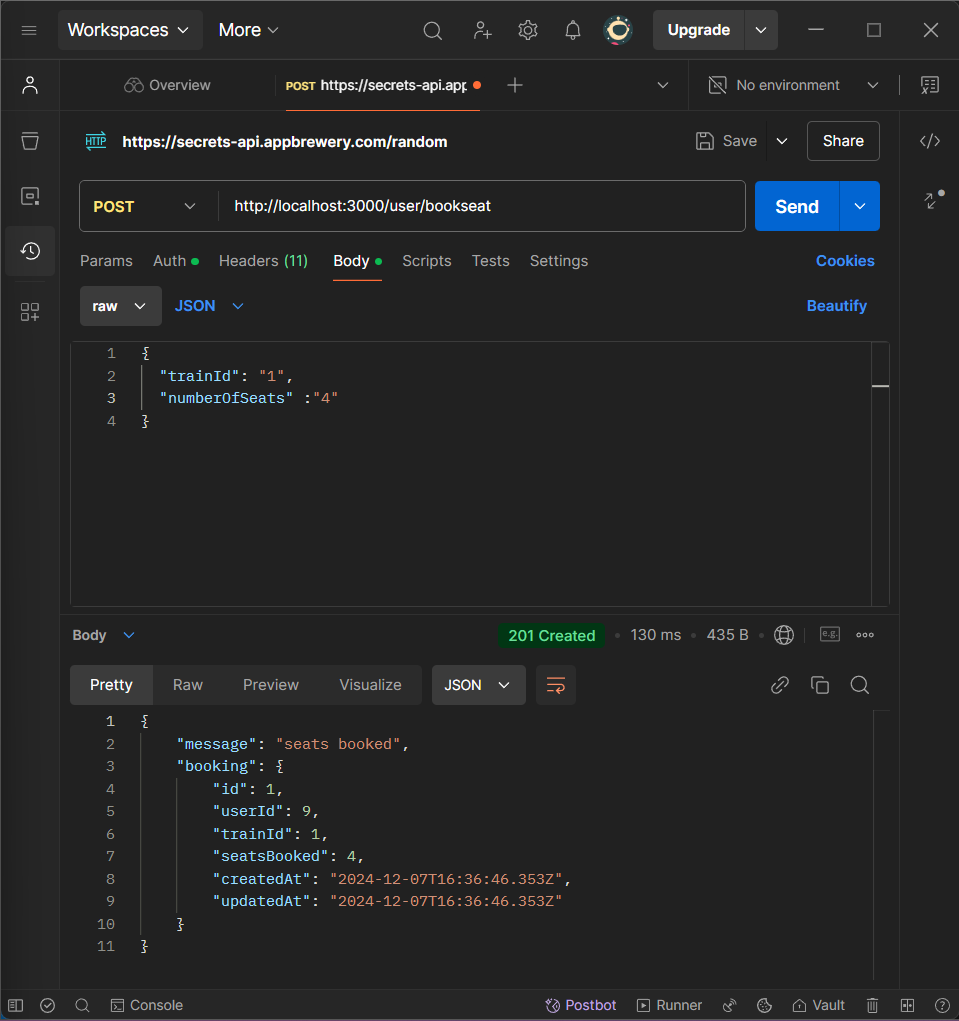 Workspaces More Upgrade
Overview POST https://secrets-api.app No environment
HTTP https://secrets-api.appbrewery.com/random Save Share
POST http://localhost:3000/user/bookseat Send
Params Auth Headers (11) Body Scripts Tests Settings Cookies
raw JSON Beautify
1 {
2 "trainId": "1",
3 "numberOfSeats" :"4"
4 }
Body 201 Created • 130 ms • 435 B • e.g.
Pretty Raw Preview Visualize JSON
1 {
2 "message": "seats booked",
3 "booking": {
4 "id": 1,
5 "userId": 9,
6 "trainId": 1,
7 "seatsBooked": 4,
8 "createdAt": "2024-12-07T16:36:46.353Z",
9 "updatedAt": "2024-12-07T16:36:46.353Z"
10 }
11 }
Console Postbot Runner Vault